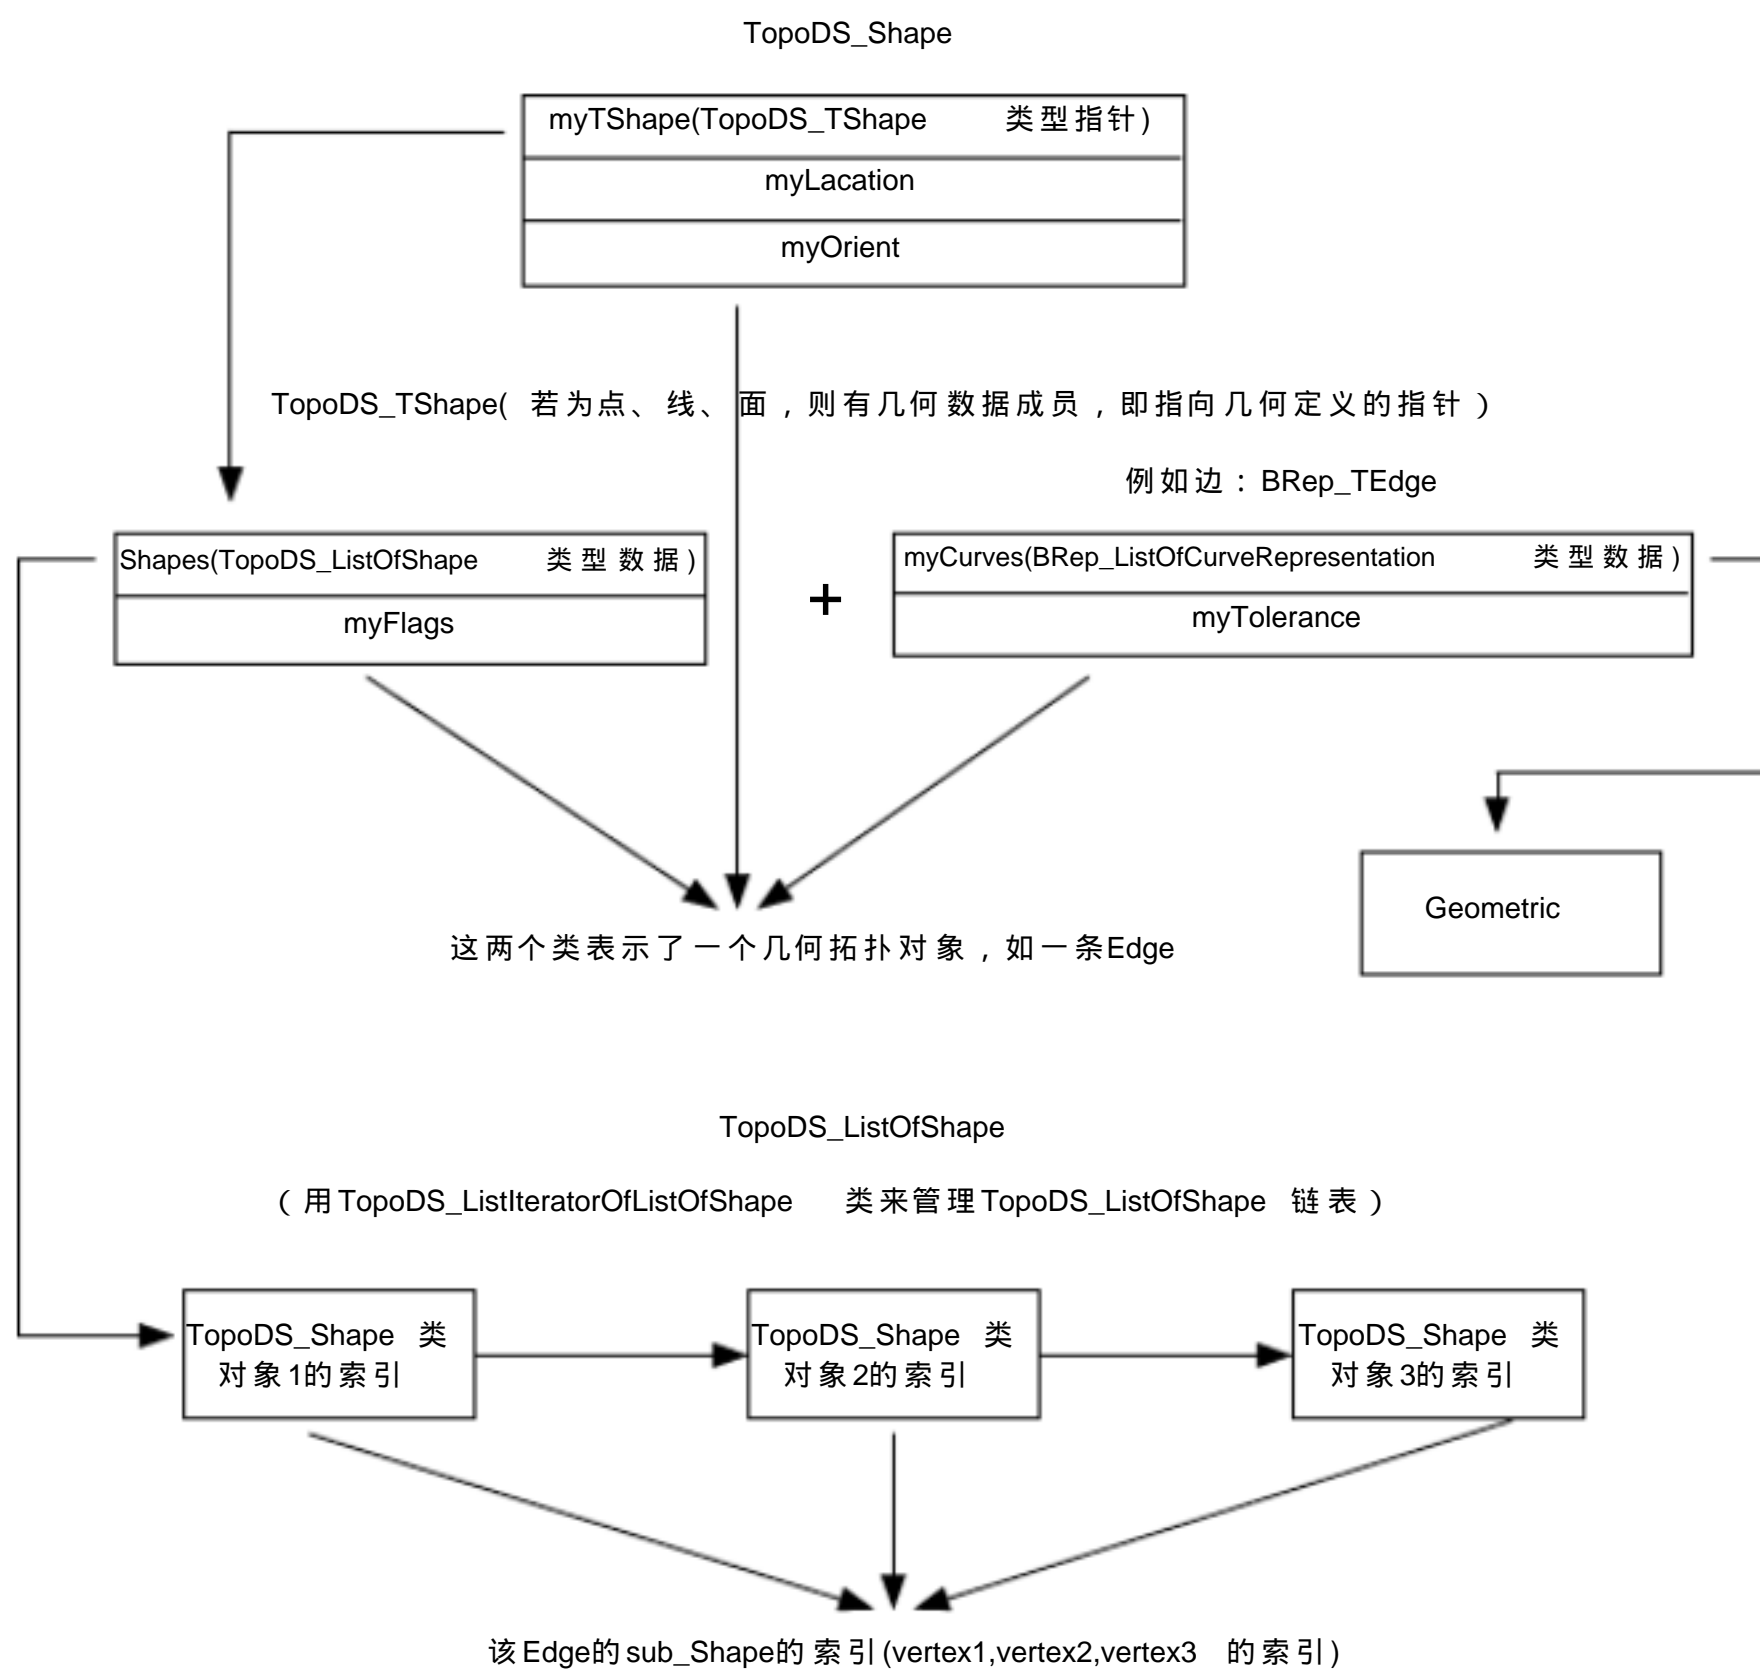 TopoDS_Shape
myTShape(TopoDS_TShape 类型指针)
myLacation
myOrient
TopoDS_TShape( 若为点、线、面，则有几何数据成员，即指向几何定义的指针）
例如边：BRep_TEdge
Shapes(TopoDS_ListOfShape 类型数据)
myFlags
+
myCurves(BRep_ListOfCurveRepresentation 类型数据)
myTolerance
Geometric
这两个类表示了一个几何拓扑对象，如一条Edge
TopoDS_ListOfShape
（用TopoDS_ListIteratorOfListOfShape 类来管理TopoDS_ListOfShape 链表）
TopoDS_Shape 类
对象1的索引
TopoDS_Shape 类
对象2的索引
TopoDS_Shape 类
对象3的索引
该Edge的sub_Shape的索引(vertex1,vertex2,vertex3 的索引)